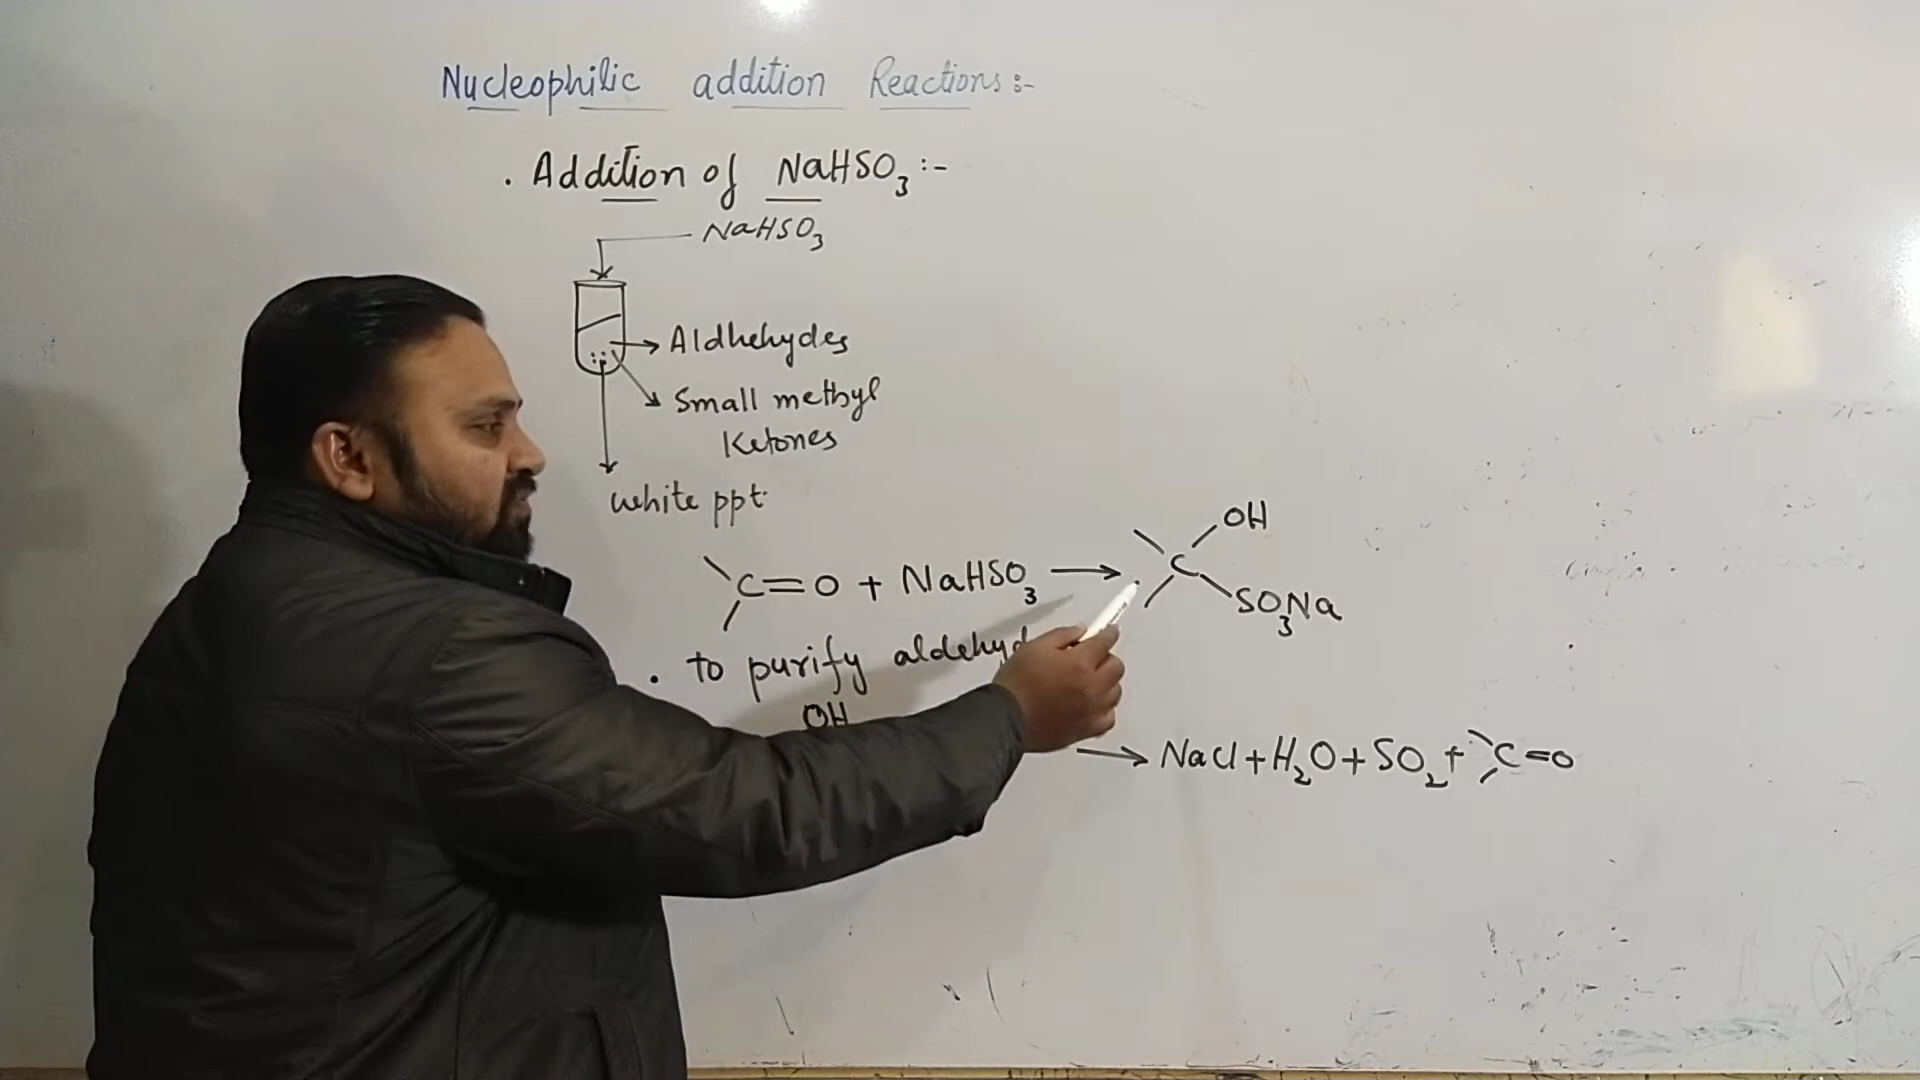 Nucleophilic addition Reactions:-
. Addition of NaHSO3:-
NaHSO3
Aldhehydes
Small methyl
Ketones
white ppt.
C=O + NaHSO3 → C OH SO3Na
. to purify
OH
→ NaCl+H2O+SO2+ C=O